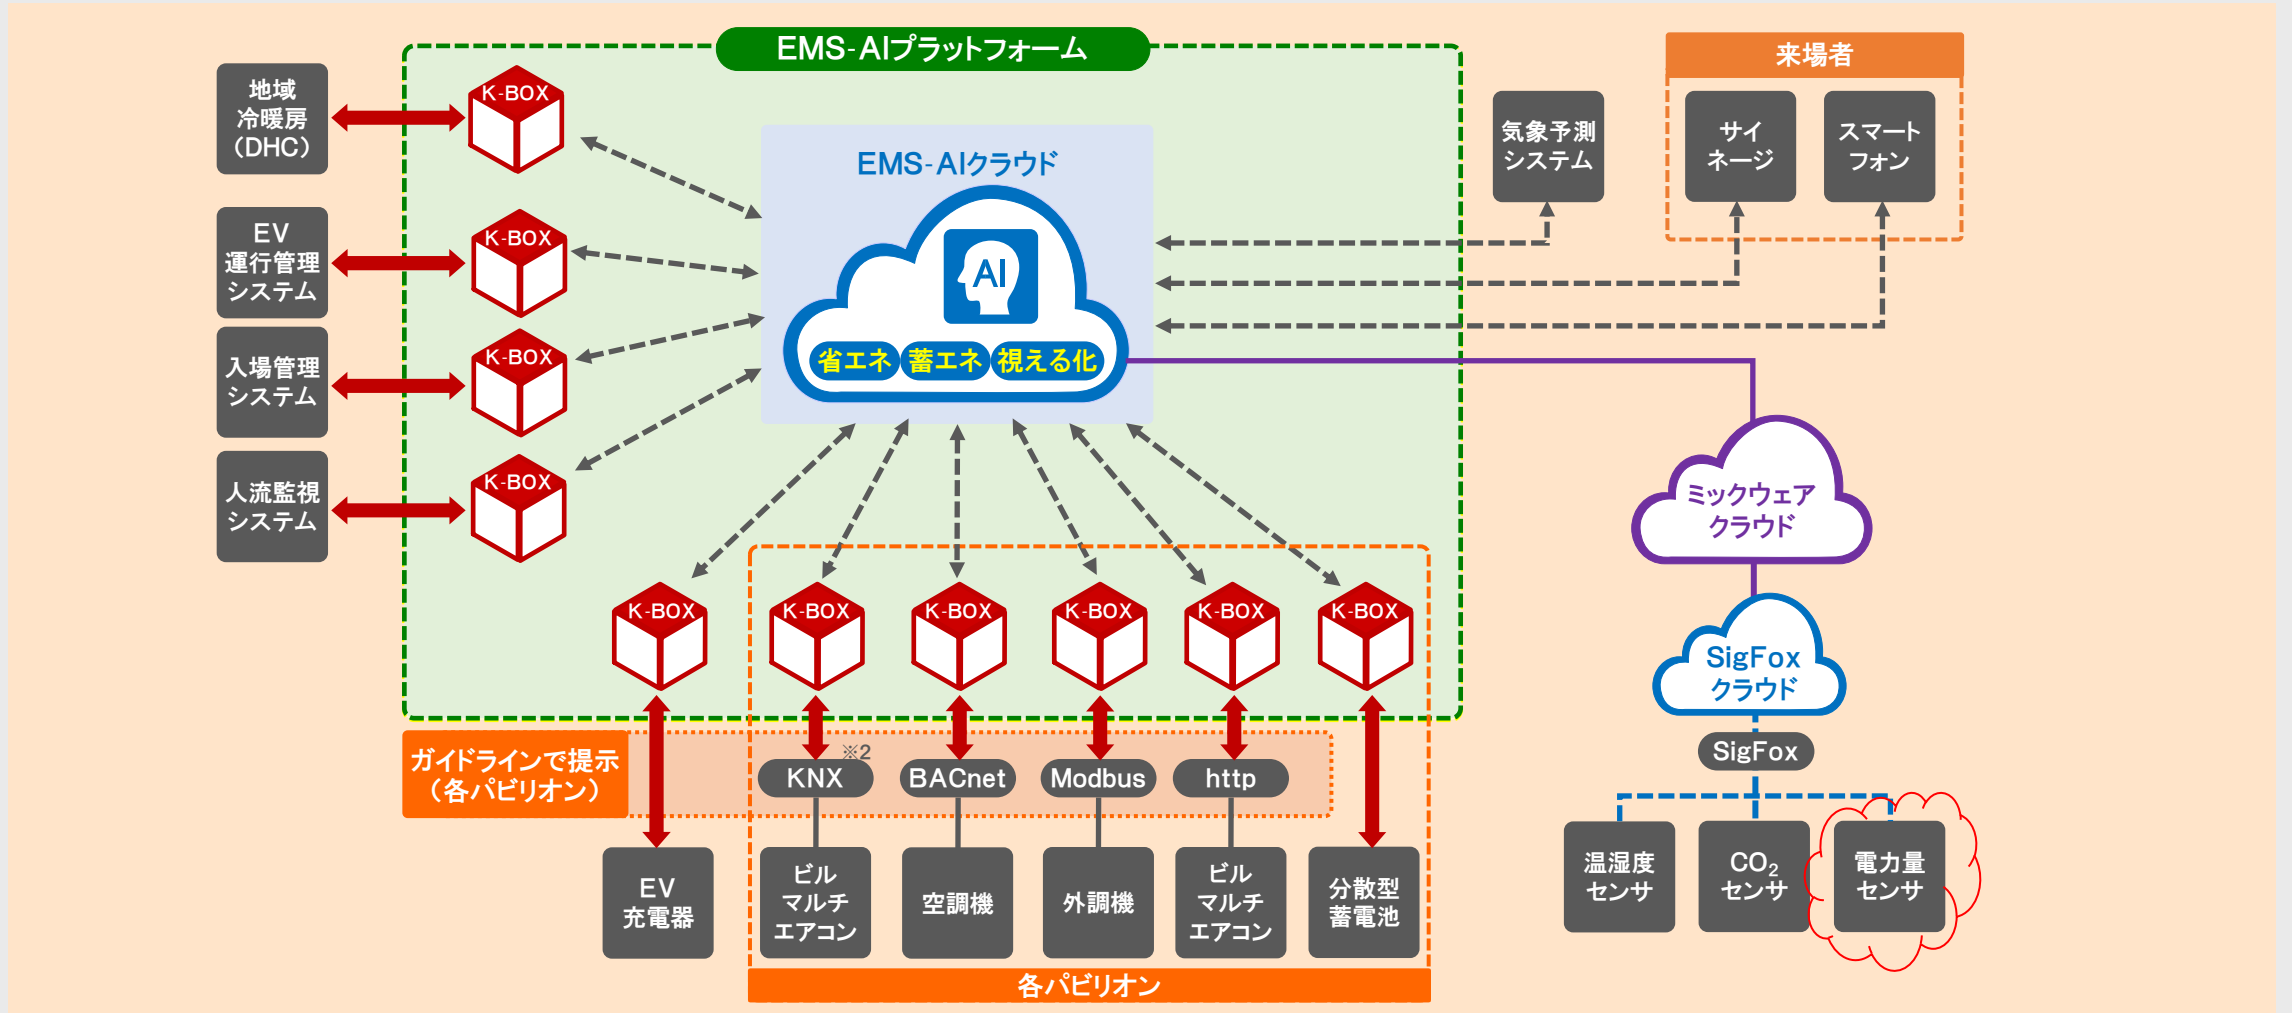 EMS-AIプラットフォーム
来場者
地域
冷暖房
（DHC）
K-BOX
気象予測
システム
サイ
ネージ
スマート
フォン
EMS-AIクラウド
AI
省エネ
蓄エネ
視える化
EV
運行管理
システム
K-BOX
入場管理
システム
K-BOX
人流監視
システム
K-BOX
ミックウェア
クラウド
K-BOX
K-BOX
K-BOX
K-BOX
K-BOX
K-BOX
SigFox
クラウド
SigFox
ガイドラインで提示
（各パビリオン）
※2
KNX
BACnet
Modbus
http
EV
充電器
ビル
マルチ
エアコン
空調機
外調機
ビル
マルチ
エアコン
分散型
蓄電池
温湿度
センサ
CO₂
センサ
電力量
センサ
各パビリオン